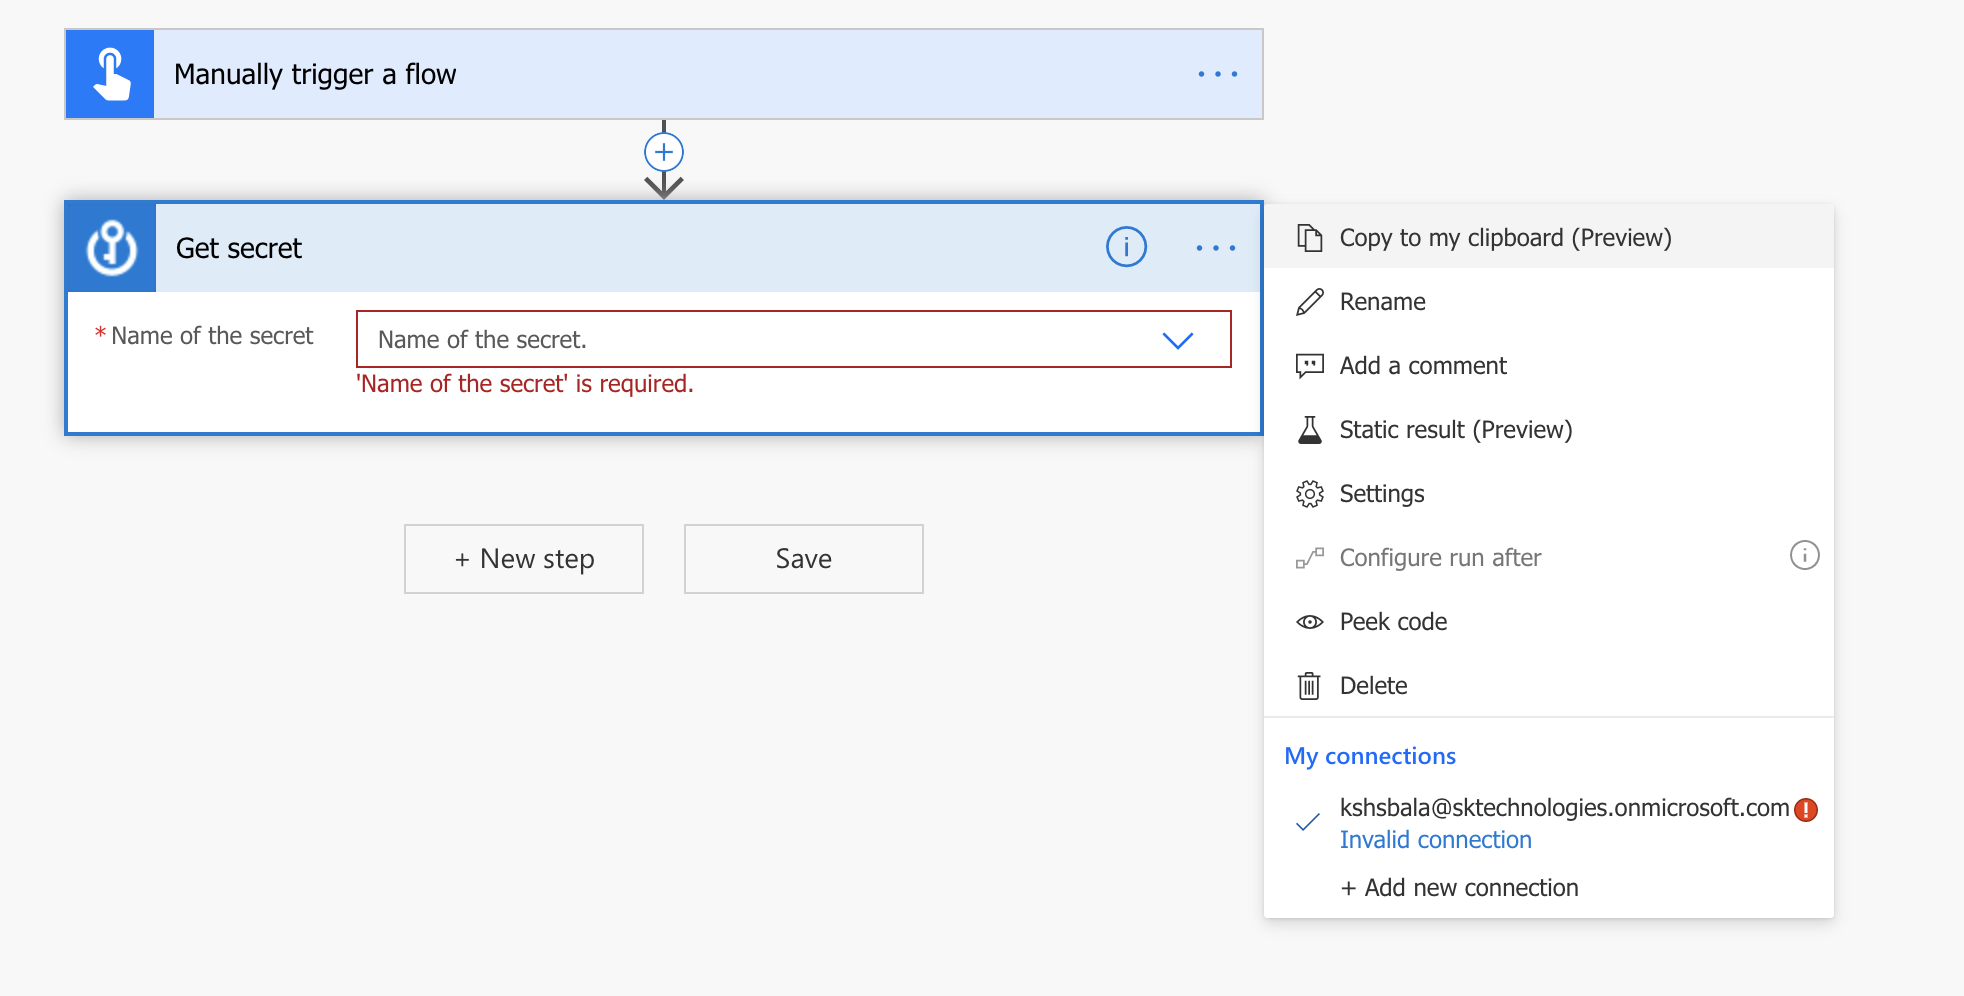 Manually trigger a flow
Get secret
* Name of the secret
Name of the secret.
'Name of the secret' is required.
+ New step
Save
Copy to my clipboard (Preview)
Rename
Add a comment
Static result (Preview)
Settings
Configure run after
Peek code
Delete
My connections
kshsbala@sktechnologies.onmicrosoft.com
Invalid connection
+ Add new connection